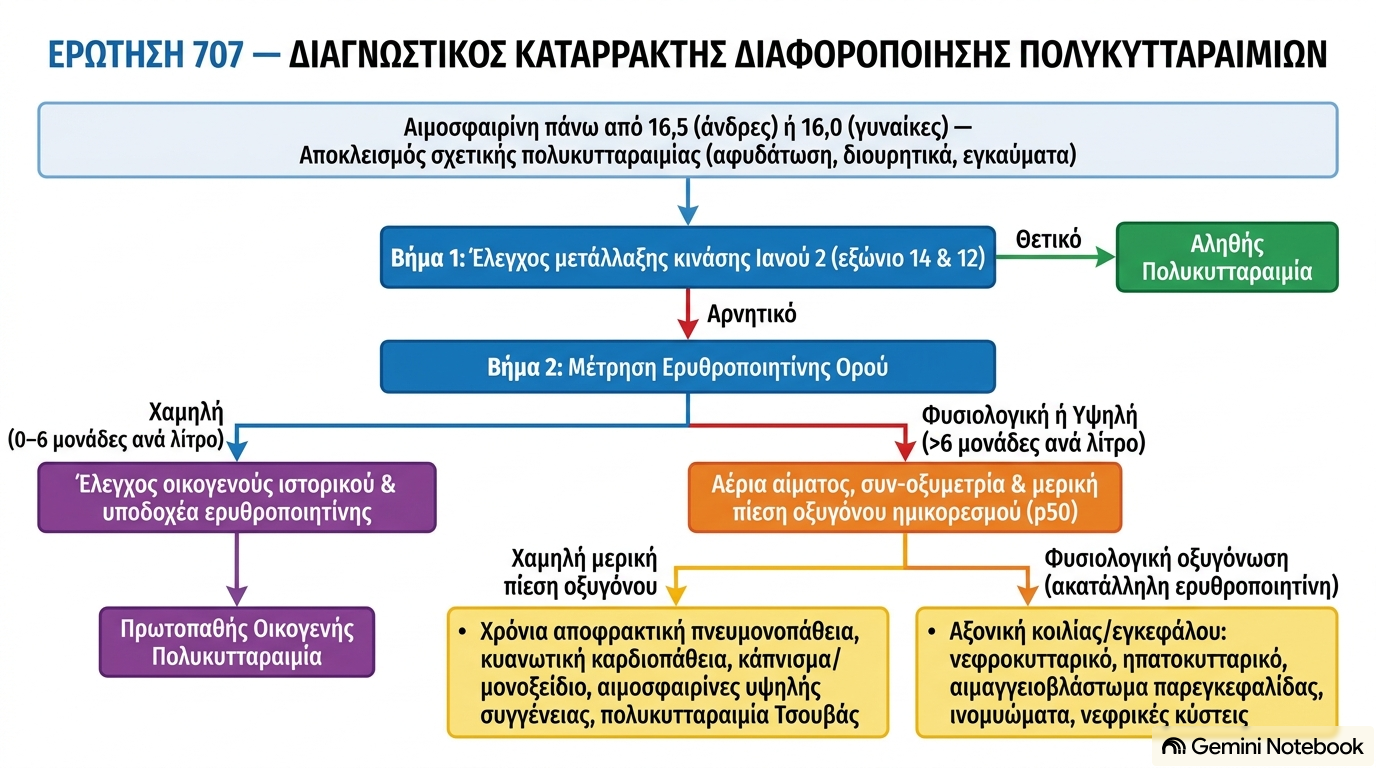 ΕΡΩΤΗΣΗ 707 — ΔΙΑΓΝΩΣΤΙΚΟΣ ΚΑΤΑΡΡΑΚΤΗΣ ΔΙΑΦΟΡΟΠΟΙΗΣΗΣ ΠΟΛΥΚΥΤΤΑΡΑΙΜΙΩΝ
Αιμοσφαιρίνη πάνω από 16,5 (άνδρες) ή 16,0 (γυναίκες) —
Αποκλεισμός σχετικής πολυκυτταραιμίας (αφυδάτωση, διουρητικά, εγκαύματα)
Βήμα 1: Έλεγχος μετάλλαξης κινάσης Ιανού 2 (εξώνιο 14 & 12)
Θετικό
Αληθής
Πολυκυτταραιμία
Αρνητικό
Βήμα 2: Μέτρηση Ερυθροποιητίνης Ορού
Χαμηλή
(0–6 μονάδες ανά λίτρο)
Φυσιολογική ή Υψηλή
(>6 μονάδες ανά λίτρο)
Έλεγχος οικογενούς ιστορικού &
υποδοχέα ερυθροποιητίνης
Αέρια αίματος, συν-οξυμετρία & μερική
πίεση οξυγόνου ημικορεσμού (p50)
Χαμηλή μερική
πίεση οξυγόνου
Φυσιολογική οξυγόνωση
(ακατάλληλη ερυθροποιητίνη)
Πρωτοπαθής Οικογενής
Πολυκυτταραιμία
• Χρόνια αποφρακτική πνευμονοπάθεια,
κυανωτική καρδιοπάθεια, κάπνισμα/
μονοξείδιο, αιμοσφαιρίνες υψηλής
συγγένειας, πολυκυτταραιμία Τσουβάς
• Αξονική κοιλίας/εγκεφάλου:
νεφροκυτταρικό, ηπατοκυτταρικό,
αιμαγγειοβλάστωμα παρεγκεφαλίδας,
ινομυώματα, νεφρικές κύστεις
Gemini Notebook